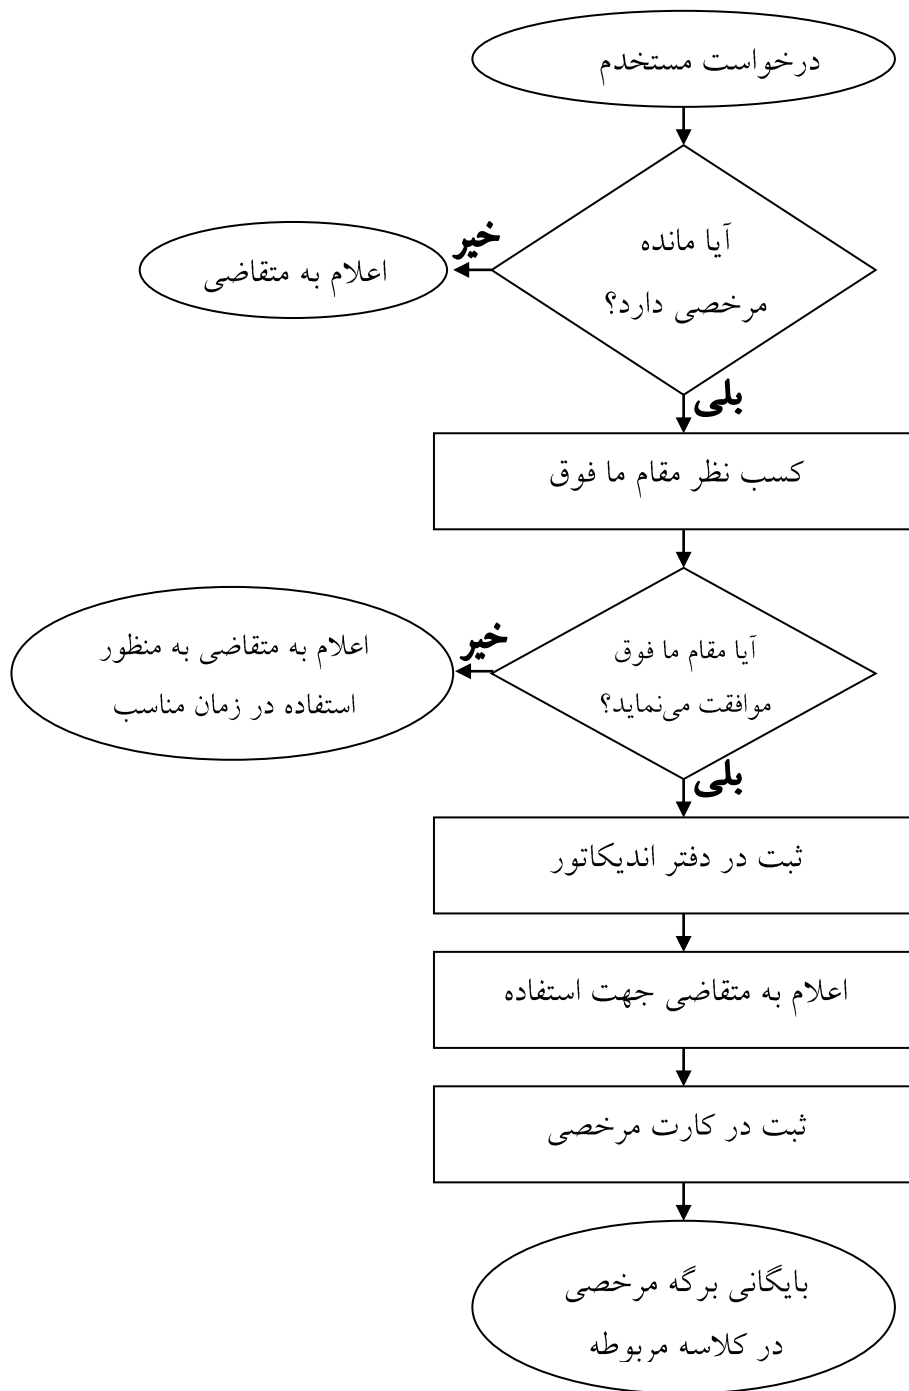 درخواست مستخدم
آیا مانده
مرخصی دارد؟
خیر
اعلام به متقاضی
بلی
کسب نظر مقام ما فوق
آیا مقام ما فوق
موافقت می‌نماید؟
خیر
اعلام به متقاضی به منظور
استفاده در زمان مناسب
بلی
ثبت در دفتر اندیکاتور
اعلام به متقاضی جهت استفاده
ثبت در کارت مرخصی
بایگانی برگه مرخصی
در کلاسه مربوطه